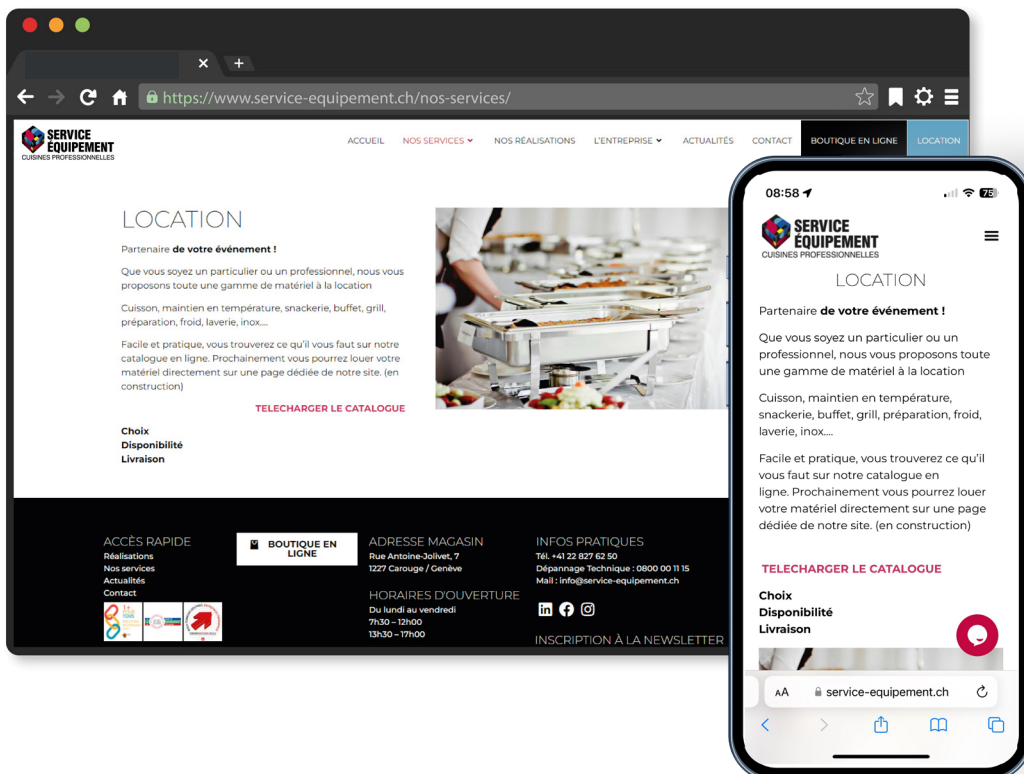 https://www.service-equipement.ch/nos-services/
SERVICE
ÉQUIPEMENT
CUISINES PROFESSIONNELLES
ACCUEIL NOS SERVICES NOS RÉALISATIONS L'ENTREPRISE ACTUALITÉS CONTACT BOUTIQUE EN LIGNE LOCATION
LOCATION
Partenaire de votre événement !
Que vous soyez un particulier ou un professionnel, nous vous
proposons toute une gamme de matériel à la location
Cuisson, maintien en température, snackerie, buffet, grill,
préparation, froid, laverie, inox....
Facile et pratique, vous trouverez ce qu'il vous faut sur notre
catalogue en ligne. Prochainement vous pourrez louer votre
matériel directement sur une page dédiée de notre site. (en
construction)
TELECHARGER LE CATALOGUE
Choix
Disponibilité
Livraison
ACCÈS RAPIDE
Réalisations
Nos services
Actualités
Contact
BOUTIQUE EN
LIGNE
ADRESSE MAGASIN
Rue Antoine-Jolivet, 7
1227 Carouge / Genève
HORAIRES D'OUVERTURE
Du lundi au vendredi
7h30 – 12h00
13h30 – 17h00
INFOS PRATIQUES
Tél. +41 22 827 62 50
Dépannage Technique : 0800 00 11 15
Mail : info@service-equipement.ch
INSCRIPTION À LA NEWSLETTER
08:58
75
SERVICE
ÉQUIPEMENT
CUISINES PROFESSIONNELLES
LOCATION
Partenaire de votre événement !
Que vous soyez un particulier ou un
professionnel, nous vous proposons toute
une gamme de matériel à la location
Cuisson, maintien en température,
snackerie, buffet, grill, préparation, froid,
laverie, inox....
Facile et pratique, vous trouverez ce qu'il
vous faut sur notre catalogue en
ligne. Prochainement vous pourrez louer
votre matériel directement sur une page
dédiée de notre site. (en construction)
TELECHARGER LE CATALOGUE
Choix
Disponibilité
Livraison
AA service-equipement.ch